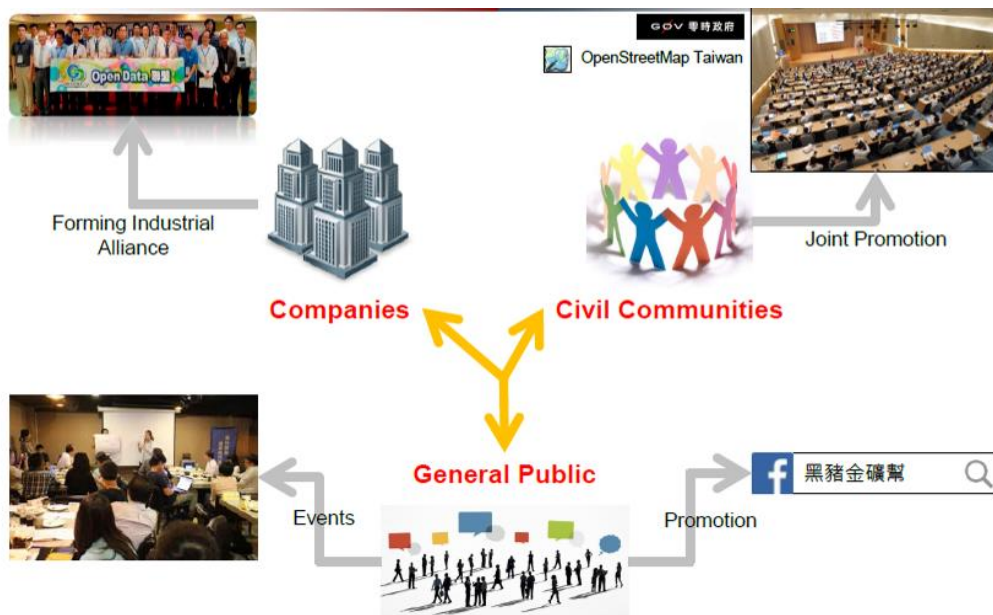 Open Data 聯盟
G0V 零時政府
OpenStreetMap Taiwan
Forming Industrial
Alliance
Joint Promotion
Companies
Civil Communities
General Public
Events
Promotion
黑豬金礦幫